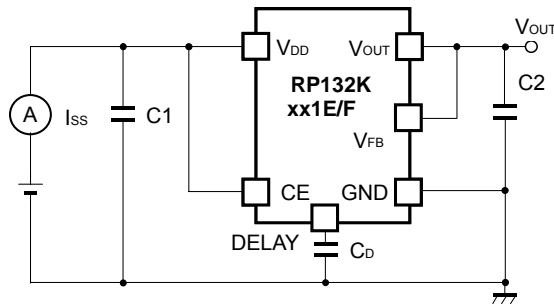 VOUT
VDD
VOUT
RP132K
xx1E/F
C2
A
ISS
C1
VFB
CE
GND
DELAY
CD